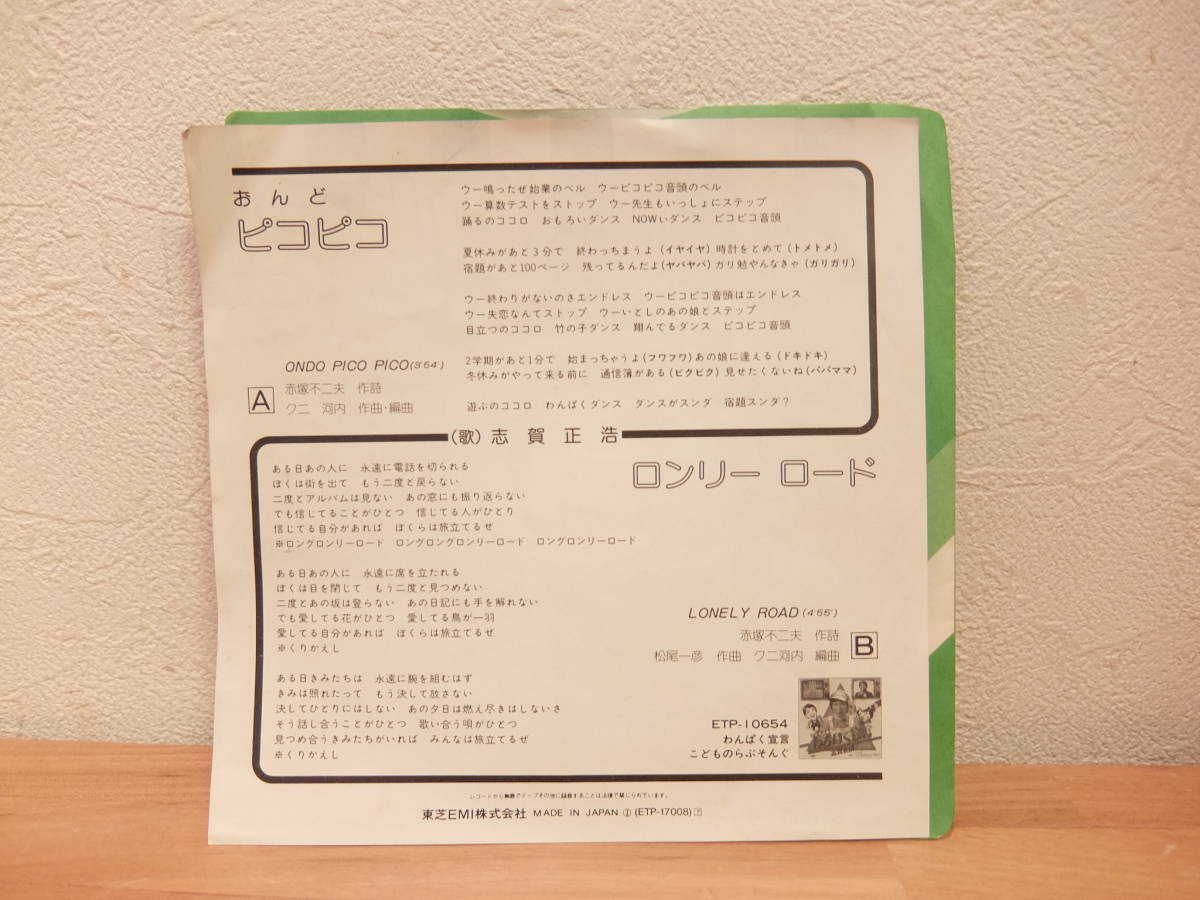 おんど
ピコピコ
ONDO PICO PICO(3'54")
A
赤塚不二夫 作詩
クニ 河内 作曲・編曲
ウー鳴ったぜ始業のベル ウーピコピコ音頭のベル
ウー算数テストをストップ ウー先生もいっしょにステップ
踊るのココロ おもろいダンス NOWいダンス ピコピコ音頭
夏休みがあと3分で 終わっちまうよ(イヤイヤ)時計をとめて(トメトメ)
宿題があと100ページ 残ってるんだよ(ヤバヤバ)ガリ勉やんなきゃ(ガリガリ)
ウー終わりがないのさエンドレス ウーピコピコ音頭はエンドレス
ウー失恋なんてストップ ウーいとしのあの娘とステップ
目立つのココロ 竹の子ダンス 翔んでるダンス ピコピコ音頭
2学期があと1分で 始まっちゃうよ(フワフワ)あの娘に逢える(ドキドキ)
冬休みがやって来る前に 通信簿がある(ビクビク)見せたくないね(パパママ)
遊ぶのココロ わんぱくダンス ダンスがスンダ 宿題スンダ?
(歌)志賀正浩
ロンリー ロード
LONELY ROAD(4'55")
赤塚不二夫 作詩
松尾一彦 作曲 クニ河内 編曲
B
ある日あの人に 永遠に電話を切られる
ぼくは街を出て もう二度と戻らない
二度とアルバムは見ない あの窓にも振り返らない
でも信じてることがひとつ 信じてる人がひとり
信じてる自分があれば ぼくらは旅立てるぜ
※ロングロンリーロード ロングロングロンリーロード ロングロンリーロード
ある日あの人に 永遠に席を立たれる
ぼくは目を閉じて もう二度と見つめない
二度とあの坂は登らない あの日記にも手を触れない
でも愛してる花がひとつ 愛してる鳥が一羽
愛してる自分があれば ぼくらは旅立てるぜ
※くりかえし
ある日きみたちは 永遠に腕を組むはず
きみは照れたって もう決して放さない
決してひとりにはしない あの夕日は燃え尽きはしないさ
そう話し合うことがひとつ 歌い合う唄がひとつ
見つめ合うきみたちがいれば みんなは旅立てるぜ
※くりかえし
ETP-10654
わんぱく宣言
こどものらぶそんぐ
レコードから無断でテープその他に録音することは法律で禁じられています。
東芝EMI株式会社 MADE IN JAPAN Ⓘ (ETP-17008)